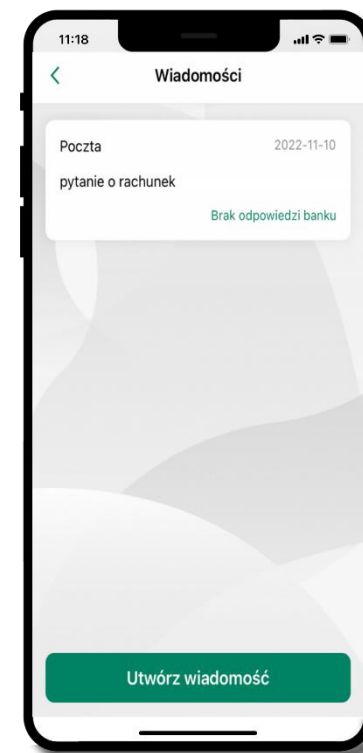 11:18
Wiadomości
Poczta 2022-11-10
pytanie o rachunek
Brak odpowiedzi banku
Utwórz wiadomość